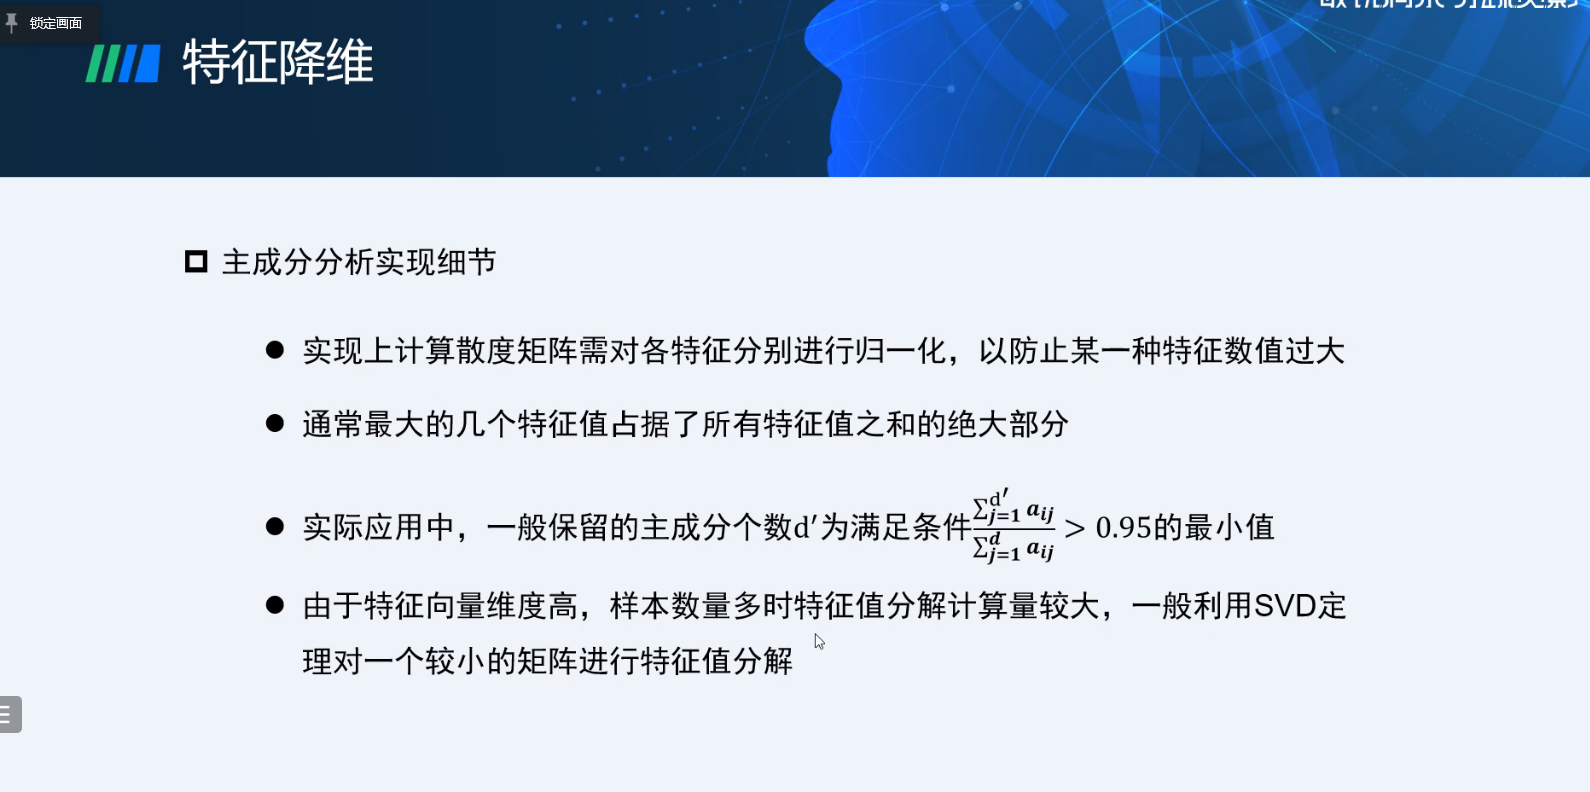 锁定画面
特征降维
主成分分析实现细节
● 实现上计算散度矩阵需对各特征分别进行归一化，以防止某一种特征数值过大
● 通常最大的几个特征值占据了所有特征值之和的绝大部分
● 实际应用中，一般保留的主成分个数d′为满足条件$\frac{\sum_{j=1}^{d'} a_{ij}}{\sum_{j=1}^{d} a_{ij}}$ > 0.95的最小值
● 由于特征向量维度高，样本数量多时特征值分解计算量较大，一般利用SVD定
理对一个较小的矩阵进行特征值分解